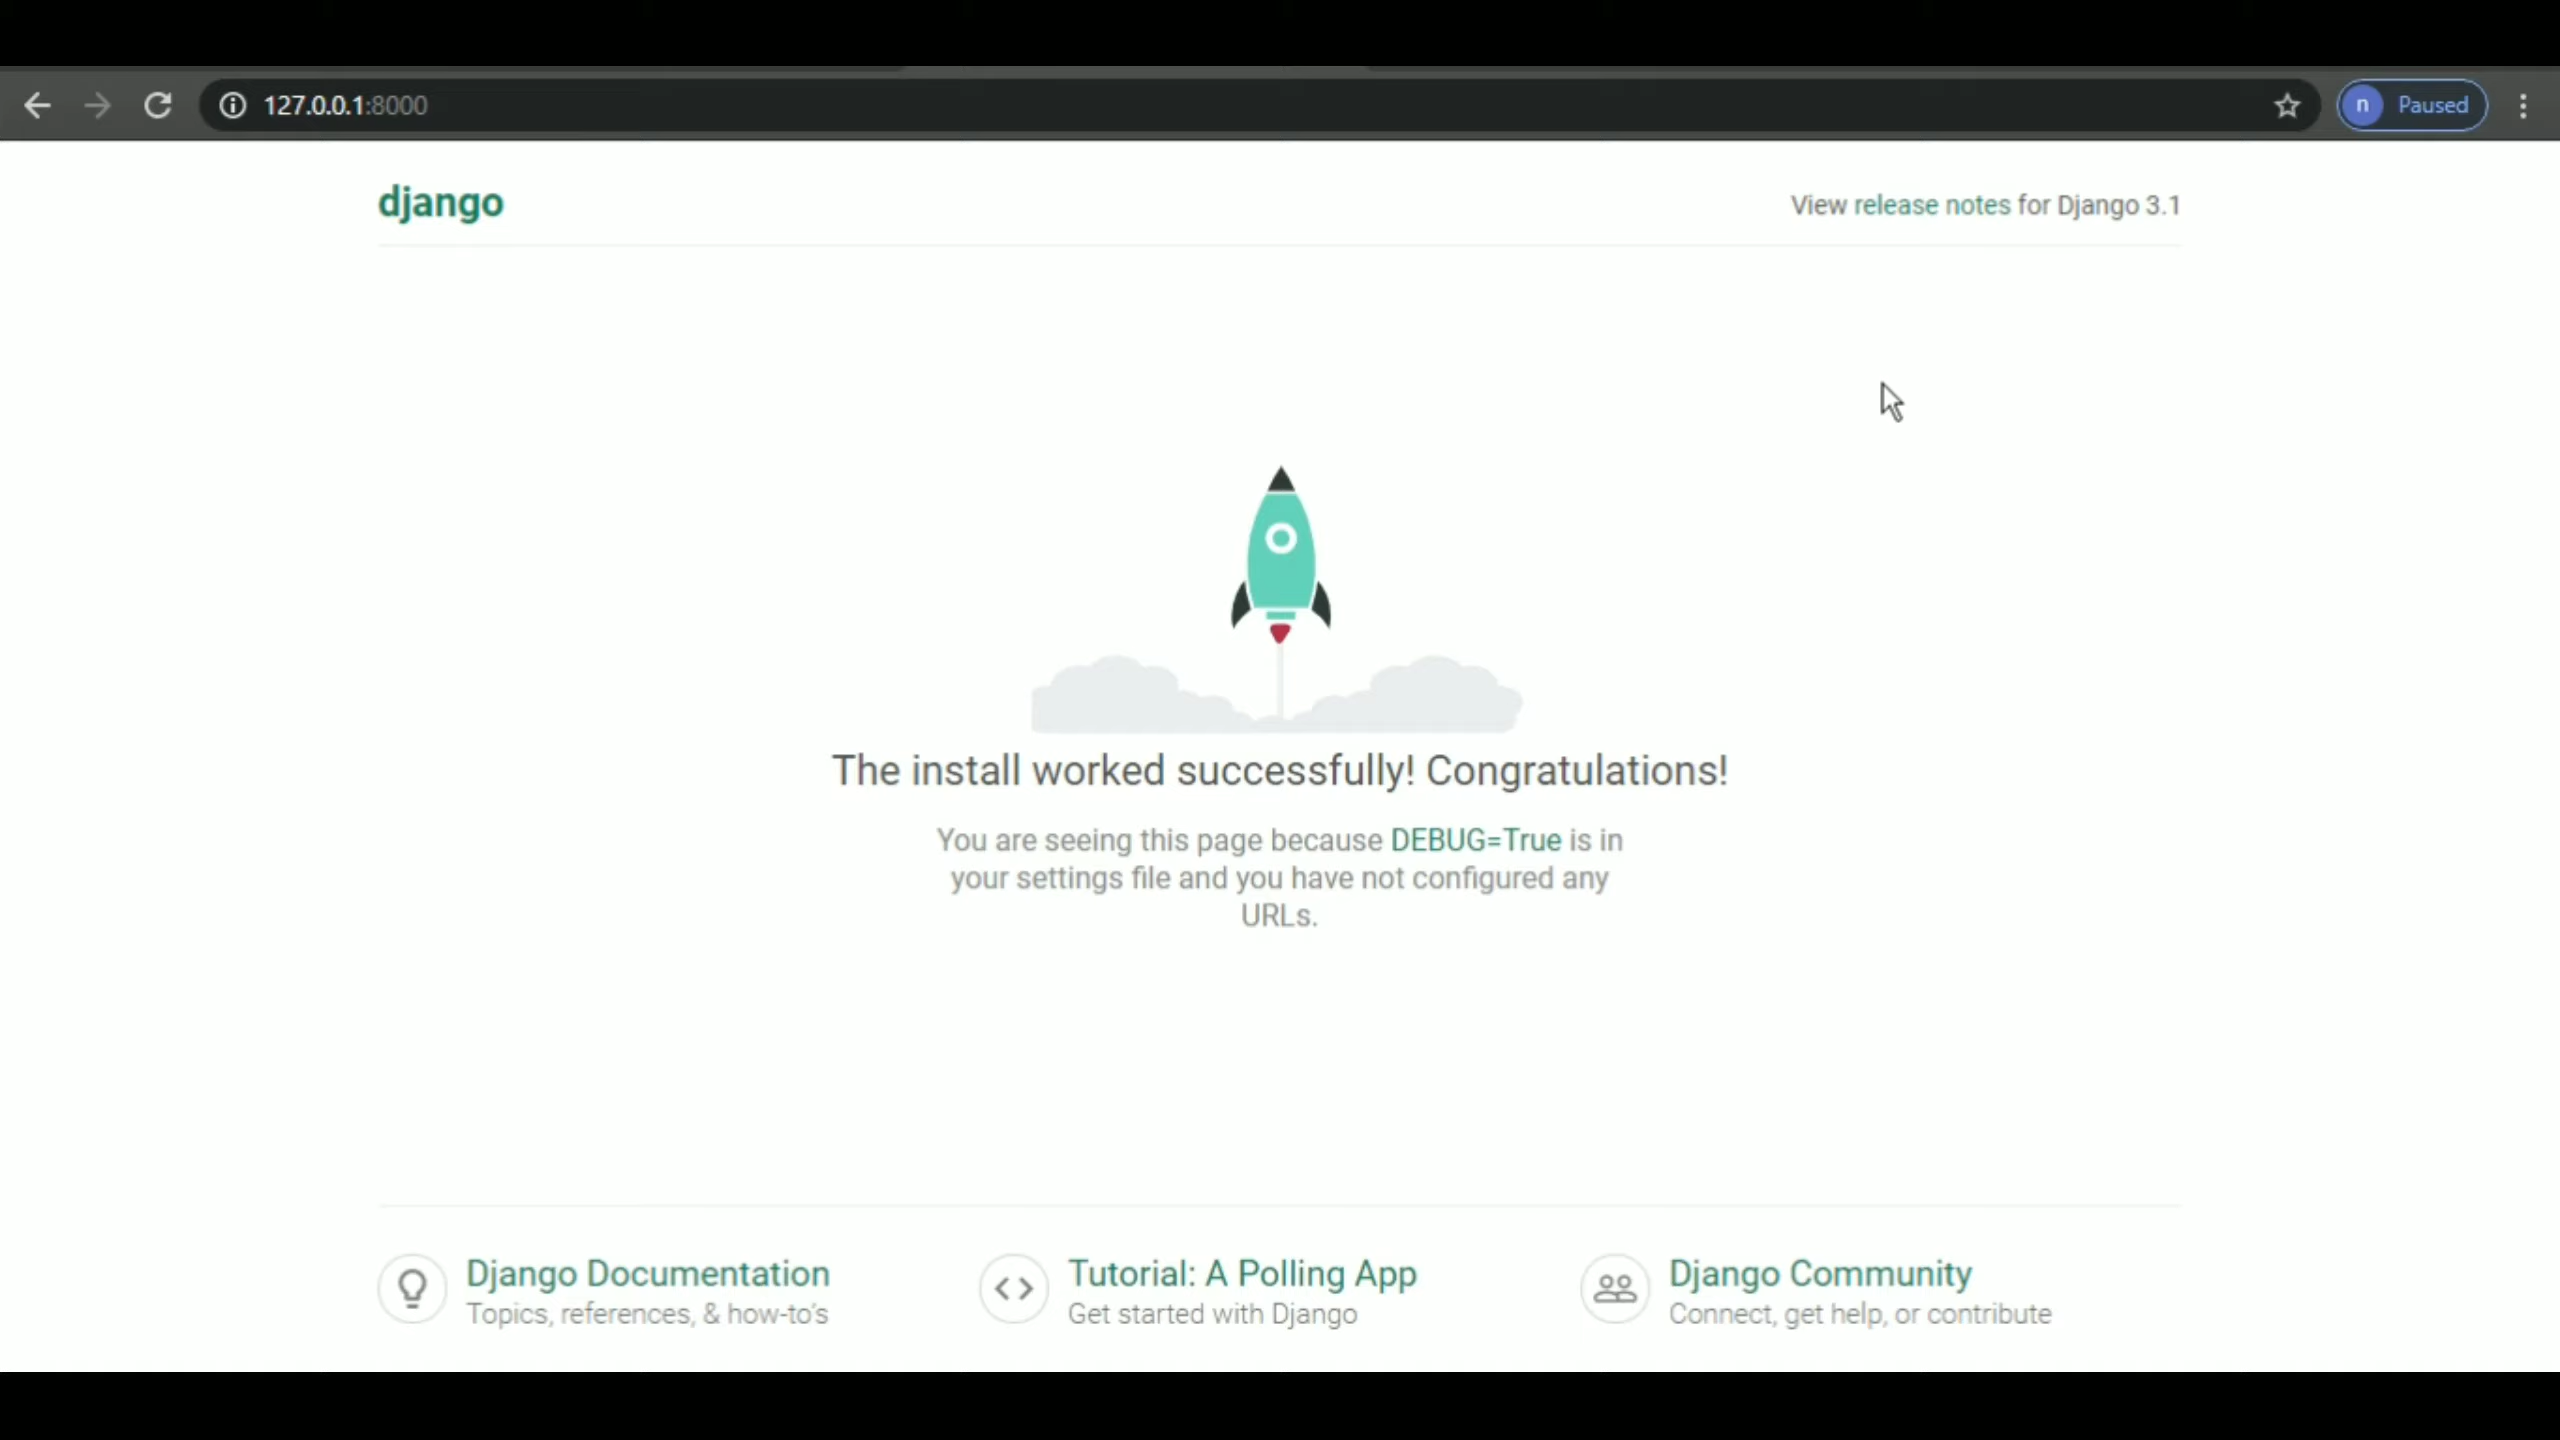 127.0.0.1:8000
n Paused
django
View release notes for Django 3.1
The install worked successfully! Congratulations!
You are seeing this page because DEBUG=True is in
your settings file and you have not configured any
URLs.
Django Documentation
Topics, references, & how-to's
Tutorial: A Polling App
Get started with Django
Django Community
Connect, get help, or contribute